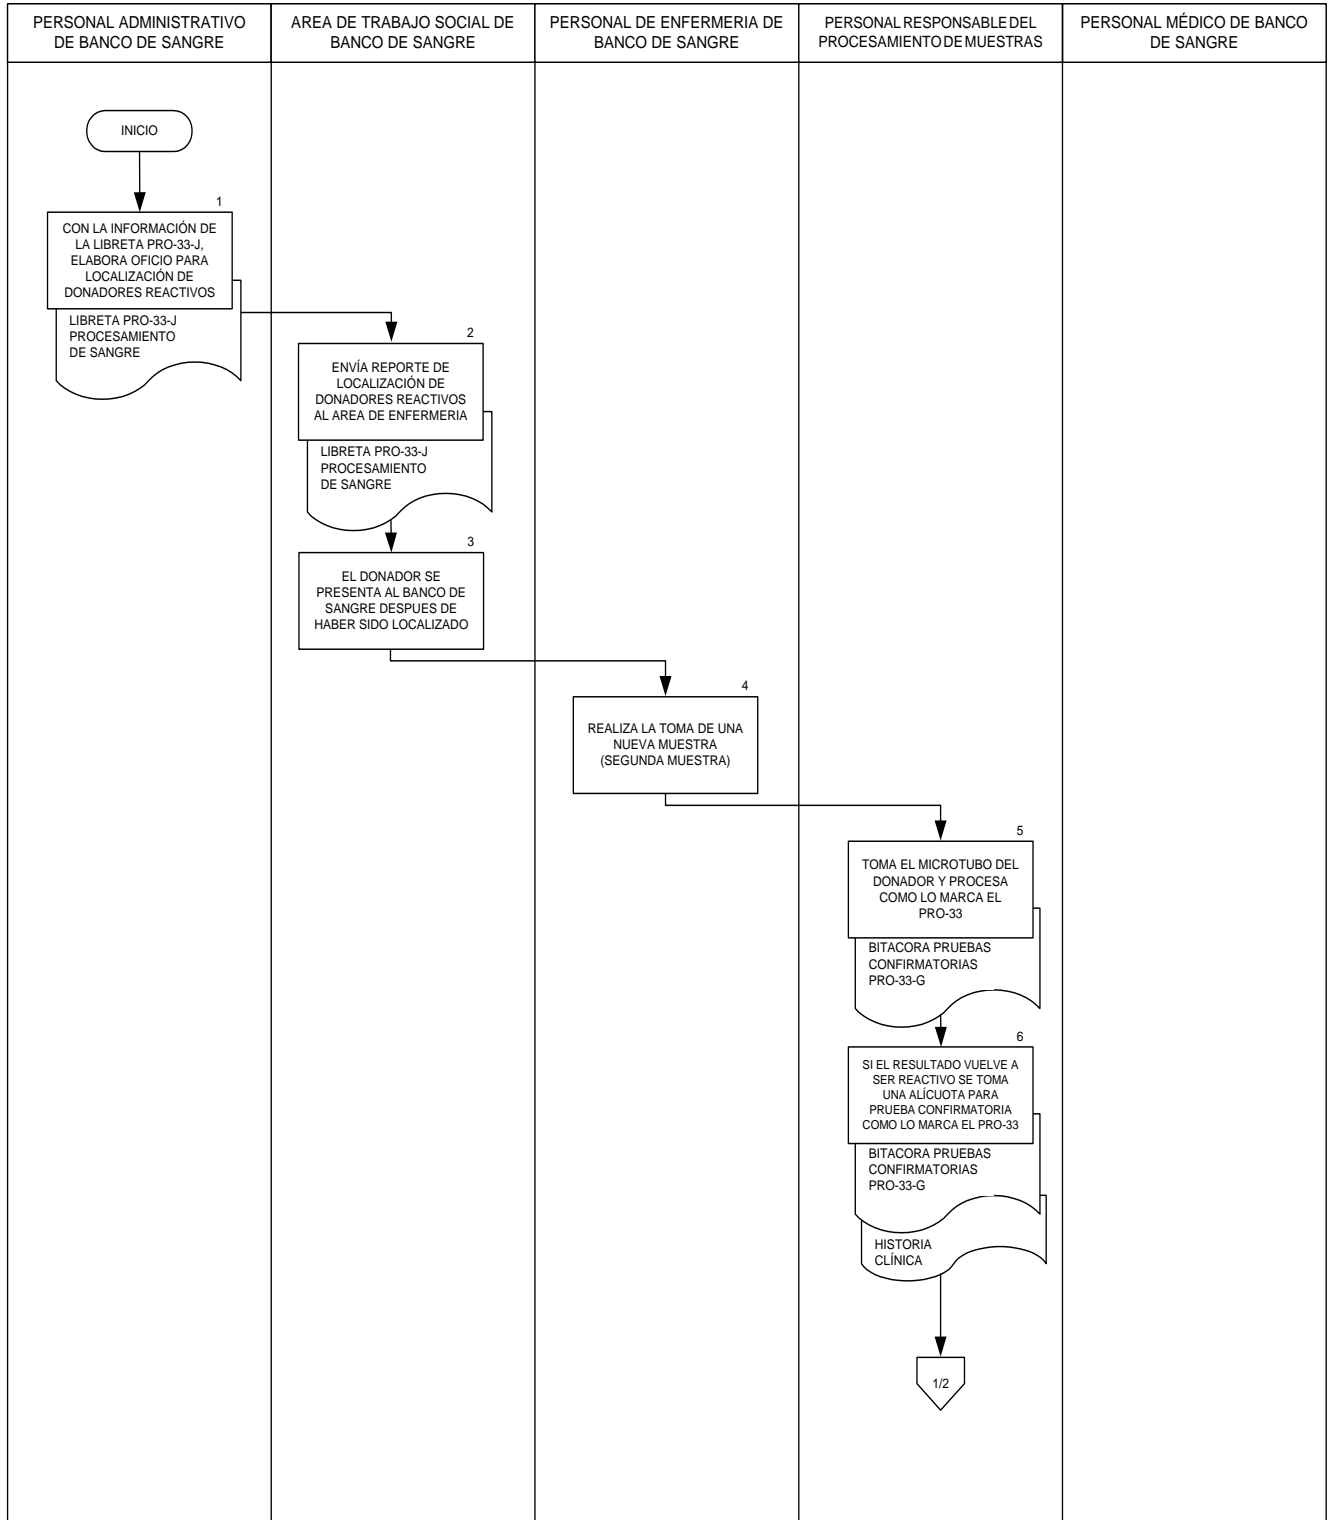 PERSONAL ADMINISTRATIVO
DE BANCO DE SANGRE
AREA DE TRABAJO SOCIAL DE
BANCO DE SANGRE
PERSONAL DE ENFERMERIA DE
BANCO DE SANGRE
PERSONAL RESPONSABLE DEL
PROCESAMIENTO DE MUESTRAS
PERSONAL MÉDICO DE BANCO
DE SANGRE
INICIO
1
CON LA INFORMACIÓN DE
LA LIBRETA PRO-33-J,
ELABORA OFICIO PARA
LOCALIZACIÓN DE
DONADORES REACTIVOS
LIBRETA PRO-33-J
PROCESAMIENTO
DE SANGRE
2
ENVÍA REPORTE DE
LOCALIZACIÓN DE
DONADORES REACTIVOS
AL AREA DE ENFERMERIA
LIBRETA PRO-33-J
PROCESAMIENTO
DE SANGRE
3
EL DONADOR SE
PRESENTA AL BANCO DE
SANGRE DESPUES DE
HABER SIDO LOCALIZADO
4
REALIZA LA TOMA DE UNA
NUEVA MUESTRA
(SEGUNDA MUESTRA)
5
TOMA EL MICROTUBO DEL
DONADOR Y PROCESA
COMO LO MARCA EL
PRO-33
BITACORA PRUEBAS
CONFIRMATORIAS
PRO-33-G
6
SI EL RESULTADO VUELVE A
SER REACTIVO SE TOMA
UNA ALÍCUOTA PARA
PRUEBA CONFIRMATORIA
COMO LO MARCA EL PRO-33
BITACORA PRUEBAS
CONFIRMATORIAS
PRO-33-G
HISTORIA
CLÍNICA
1/2